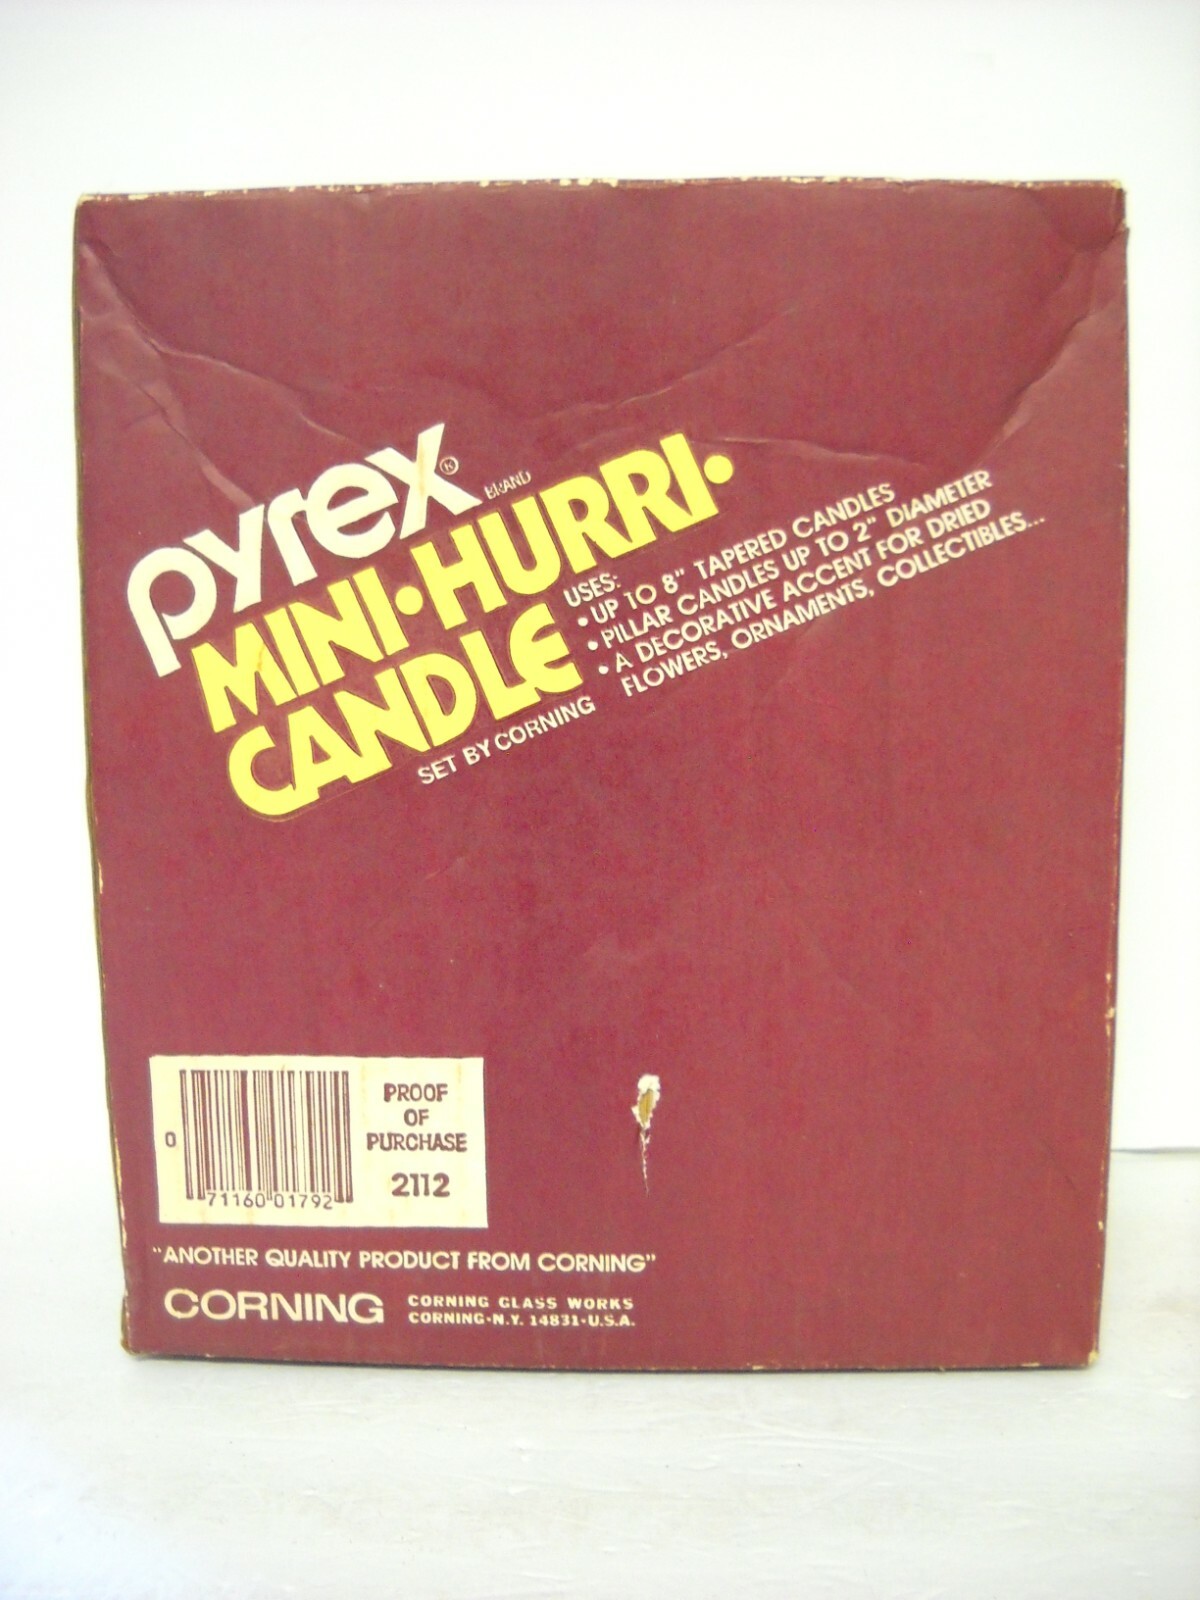 pyrex® BRAND
MINI·HURRI·
CANDLE
SET BY CORNING
USES:
• UP TO 8" TAPERED CANDLES
• PILLAR CANDLES UP TO 2" DIAMETER
• A DECORATIVE ACCENT FOR DRIED
FLOWERS, ORNAMENTS, COLLECTIBLES...
PROOF
OF
PURCHASE
2112
0 71160 01792
"ANOTHER QUALITY PRODUCT FROM CORNING"
CORNING
CORNING GLASS WORKS
CORNING·N.Y. 14831·U.S.A.